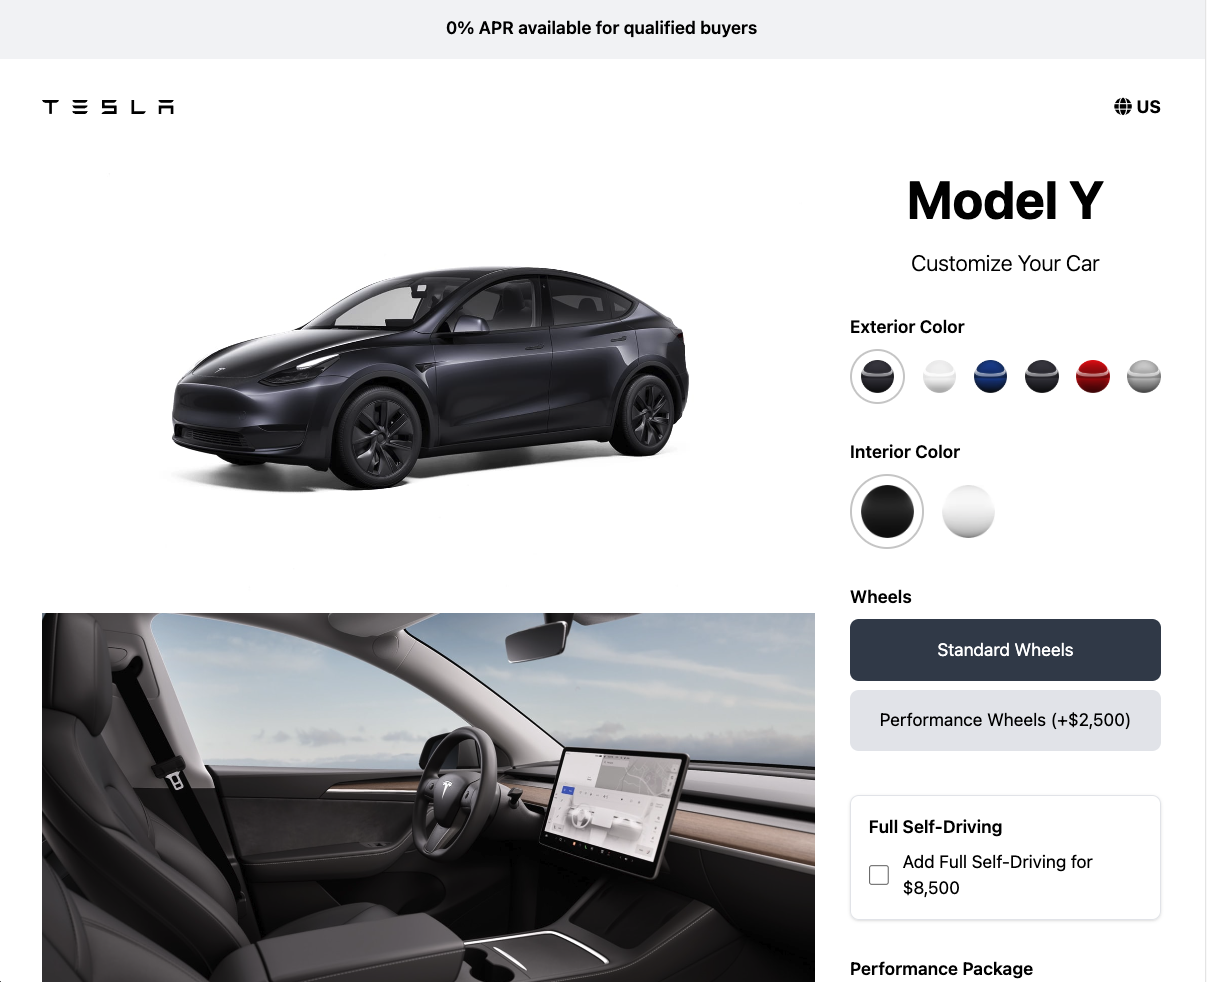 0% APR available for qualified buyers
TESLA
US
Model Y
Customize Your Car
Exterior Color
Interior Color
Wheels
Standard Wheels
Performance Wheels (+$2,500)
Full Self-Driving
Add Full Self-Driving for
$8,500
Performance Package